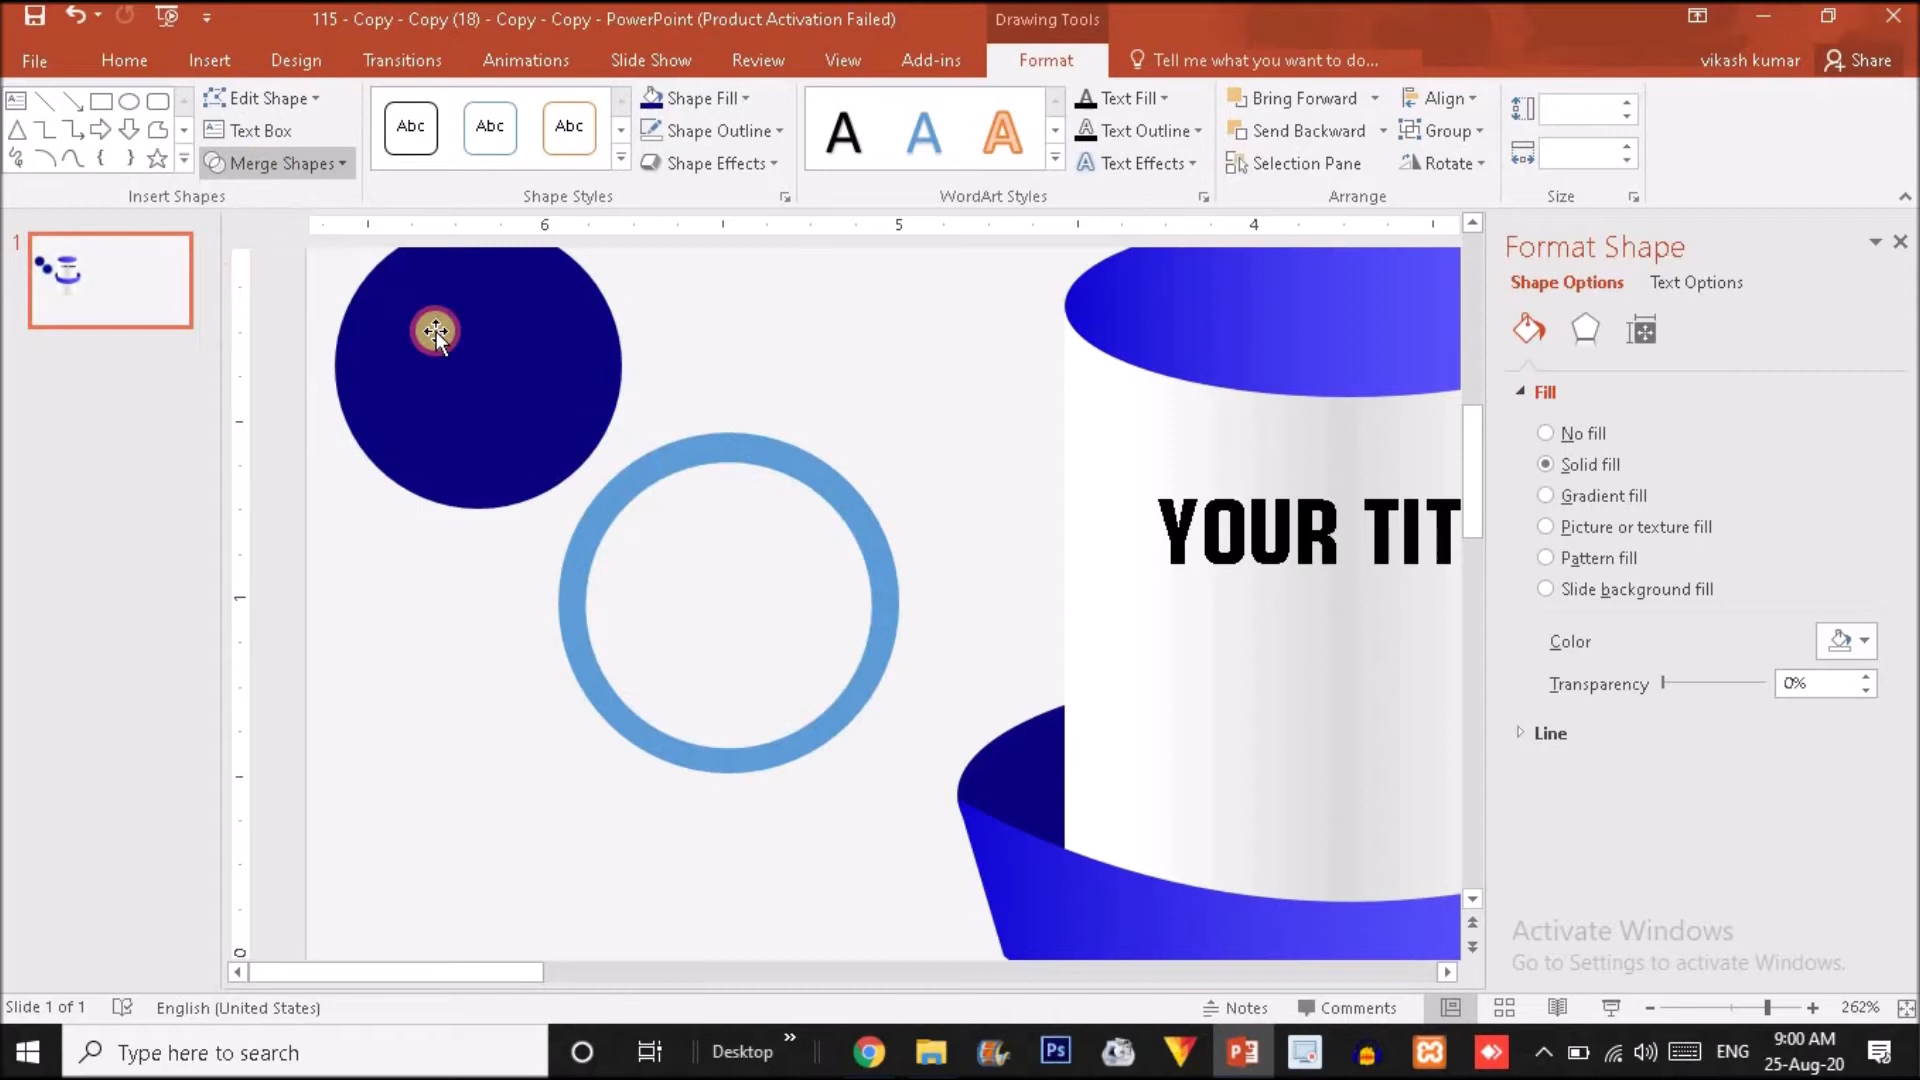 115 - Copy - Copy (18) - Copy - Copy - PowerPoint (Product Activation Failed)
Drawing Tools
File Home Insert Design Transitions Animations Slide Show Review View Add-ins Format Tell me what you want to do... vikash kumar Share
Edit Shape
Text Box
Merge Shapes
Insert Shapes
Abc Abc Abc
Shape Fill
Shape Outline
Shape Effects
Shape Styles
A A A
Text Fill
Text Outline
Text Effects
WordArt Styles
Bring Forward
Send Backward
Selection Pane
Align
Group
Rotate
Arrange
Size
1
6 5 4
1
0
YOUR TIT
Format Shape
Shape Options Text Options
Fill
No fill
Solid fill
Gradient fill
Picture or texture fill
Pattern fill
Slide background fill
Color
Transparency 0%
Line
Activate Windows
Go to Settings to activate Windows.
Slide 1 of 1 English (United States) Notes Comments 262%
Type here to search Desktop Ps ENG
9:00 AM
25-Aug-20